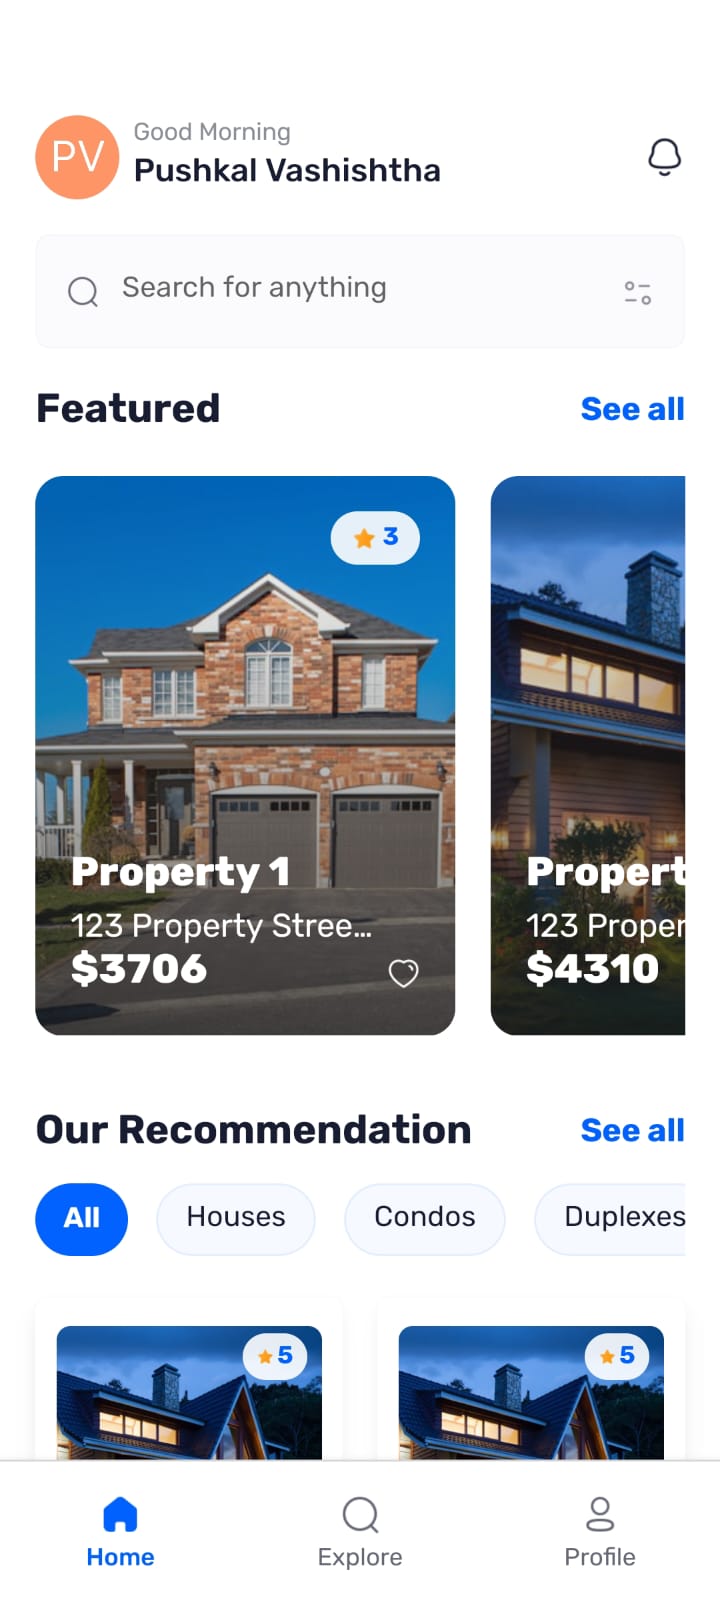 PV
Good Morning
Pushkal Vashishtha
Search for anything
Featured
See all
3
Property 1
123 Property Stree...
$3706
Propert
123 Proper
$4310
Our Recommendation
See all
All
Houses
Condos
Duplexes
5
5
Home
Explore
Profile